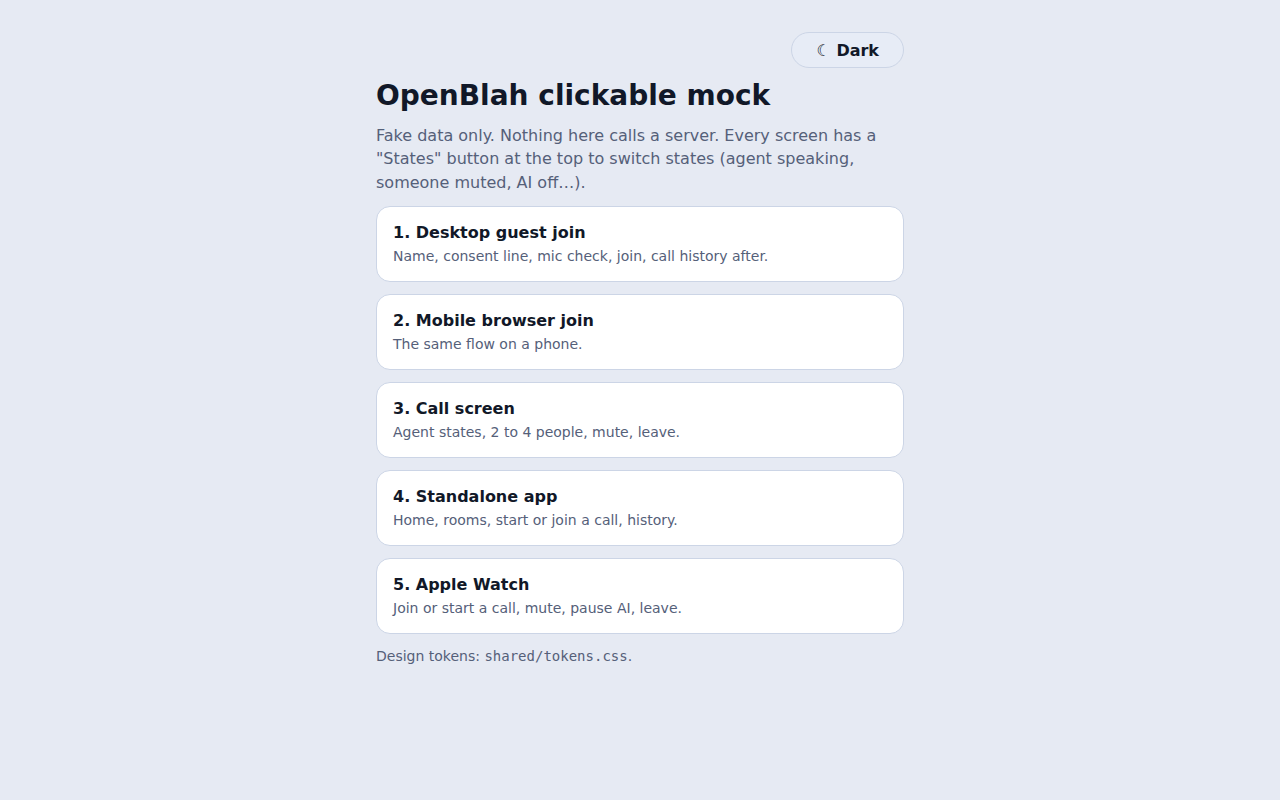 ☾ Dark
OpenBlah clickable mock
Fake data only. Nothing here calls a server. Every screen has a
"States" button at the top to switch states (agent speaking,
someone muted, AI off…).
1. Desktop guest join
Name, consent line, mic check, join, call history after.
2. Mobile browser join
The same flow on a phone.
3. Call screen
Agent states, 2 to 4 people, mute, leave.
4. Standalone app
Home, rooms, start or join a call, history.
5. Apple Watch
Join or start a call, mute, pause AI, leave.
Design tokens: shared/tokens.css.